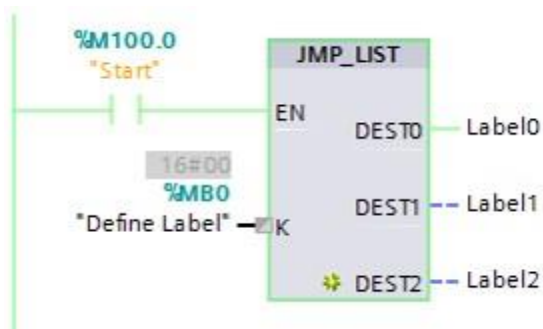 %M100.0
"Start"
JMP_LIST
EN
DEST0 Label0
16#00
%MB0
"Define Label" K
DEST1 Label1
DEST2 Label2